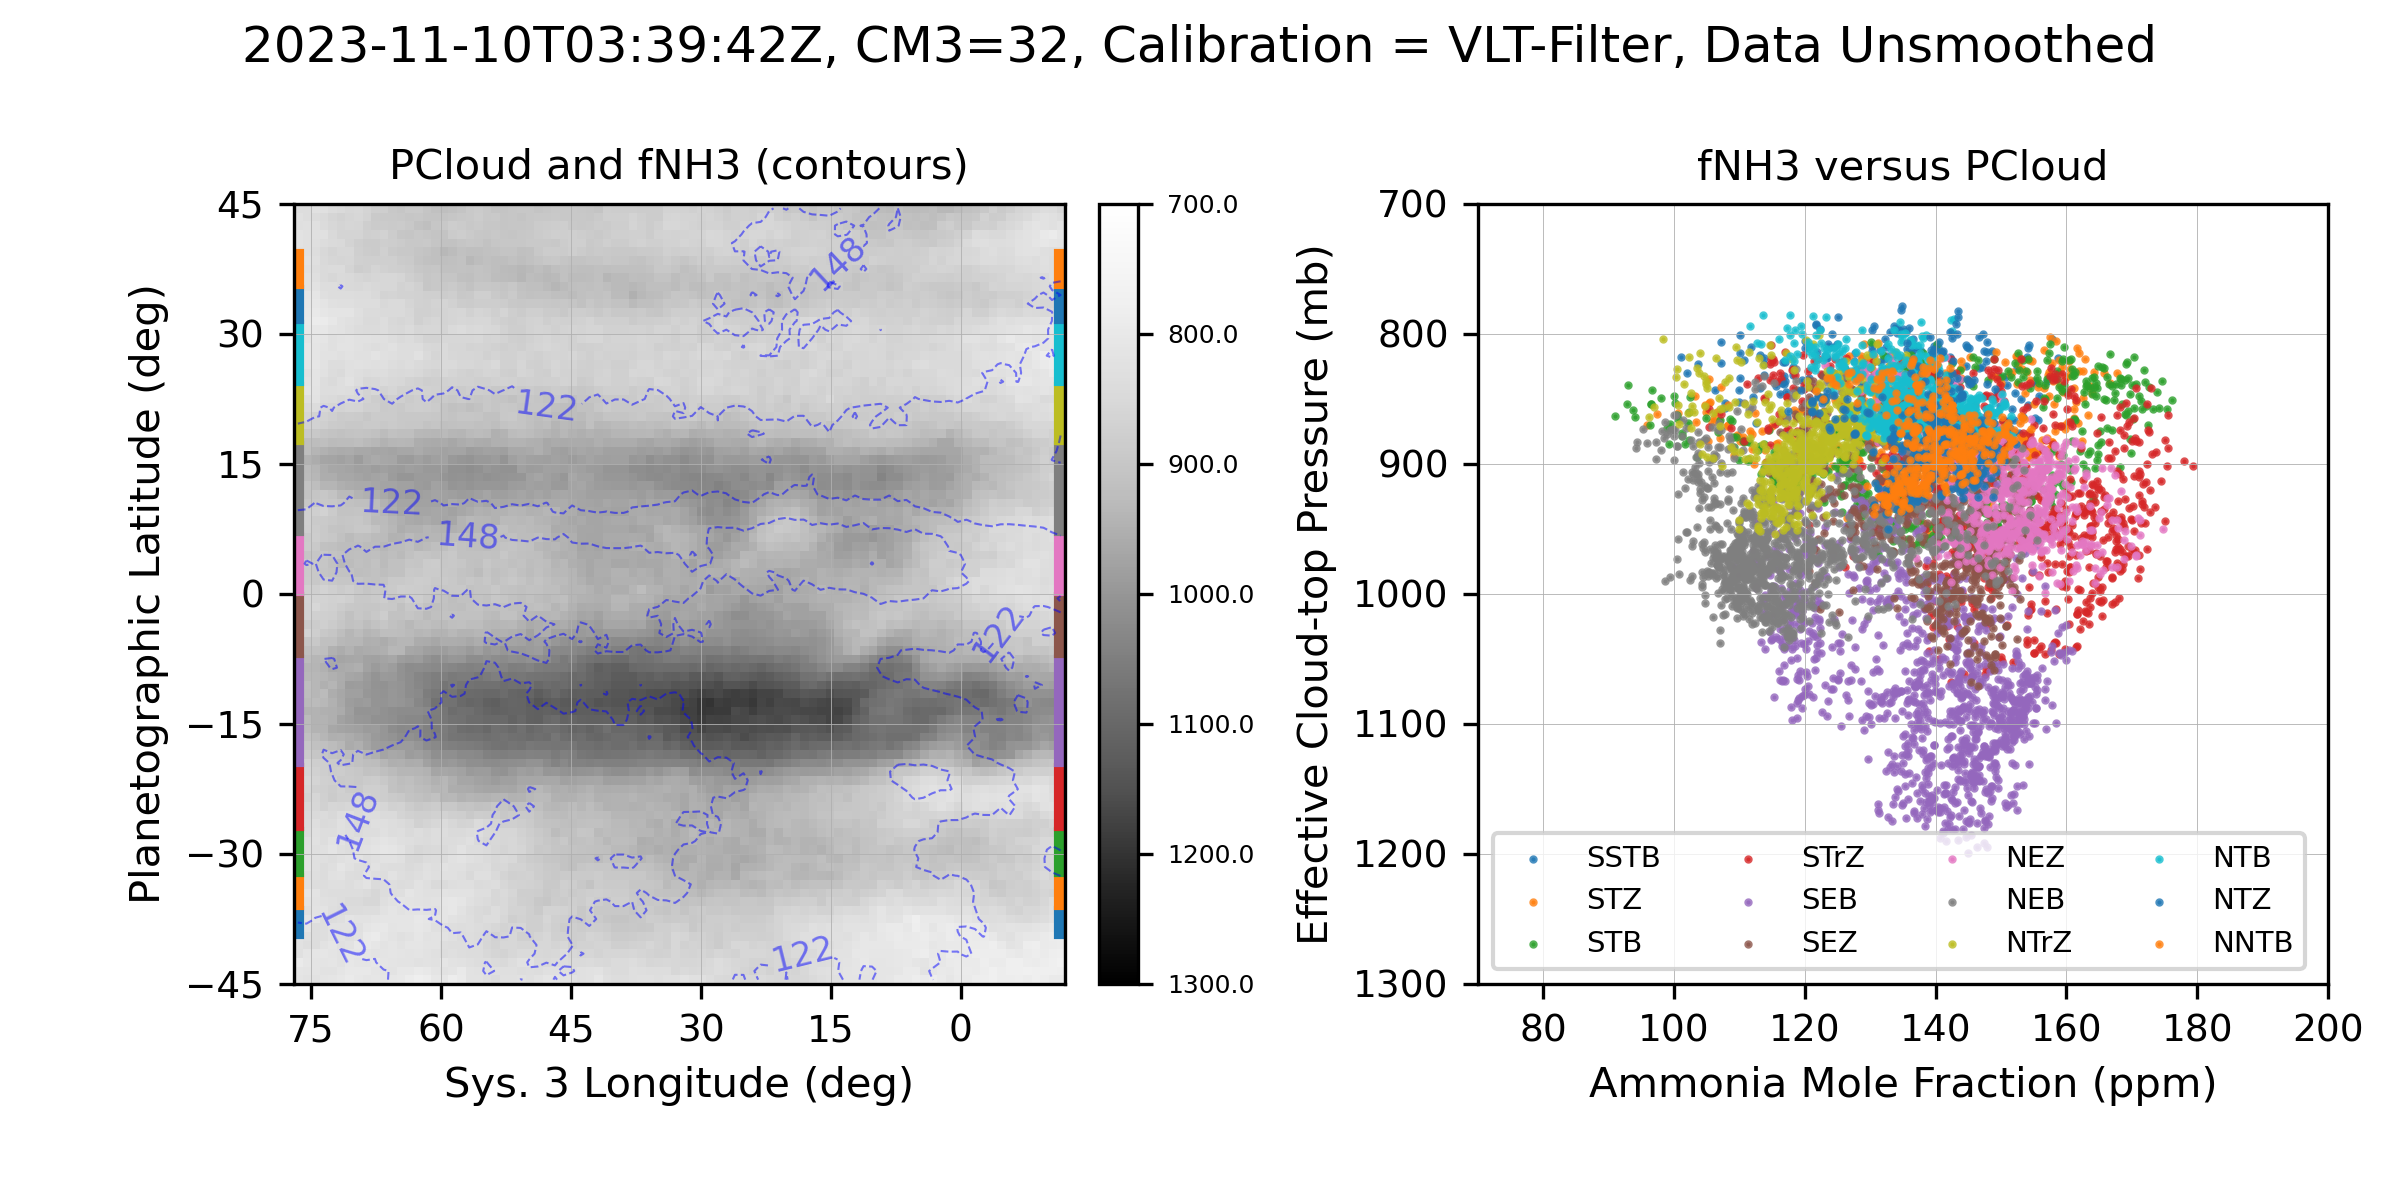 2023-11-10T03:39:42Z, CM3=32, Calibration = VLT-Filter, Data Unsmoothed
PCloud and fNH3 (contours)
45
30
15
0
−15
−30
−45
Planetographic Latitude (deg)
148
122
122
148
122
148
122
122
75 60 45 30 15 0
Sys. 3 Longitude (deg)
700.0
800.0
900.0
1000.0
1100.0
1200.0
1300.0
fNH3 versus PCloud
700
800
900
1000
1100
1200
1300
Effective Cloud-top Pressure (mb)
SSTB STrZ NEZ NTB
STZ SEB NEB NTZ
STB SEZ NTrZ NNTB
80 100 120 140 160 180 200
Ammonia Mole Fraction (ppm)